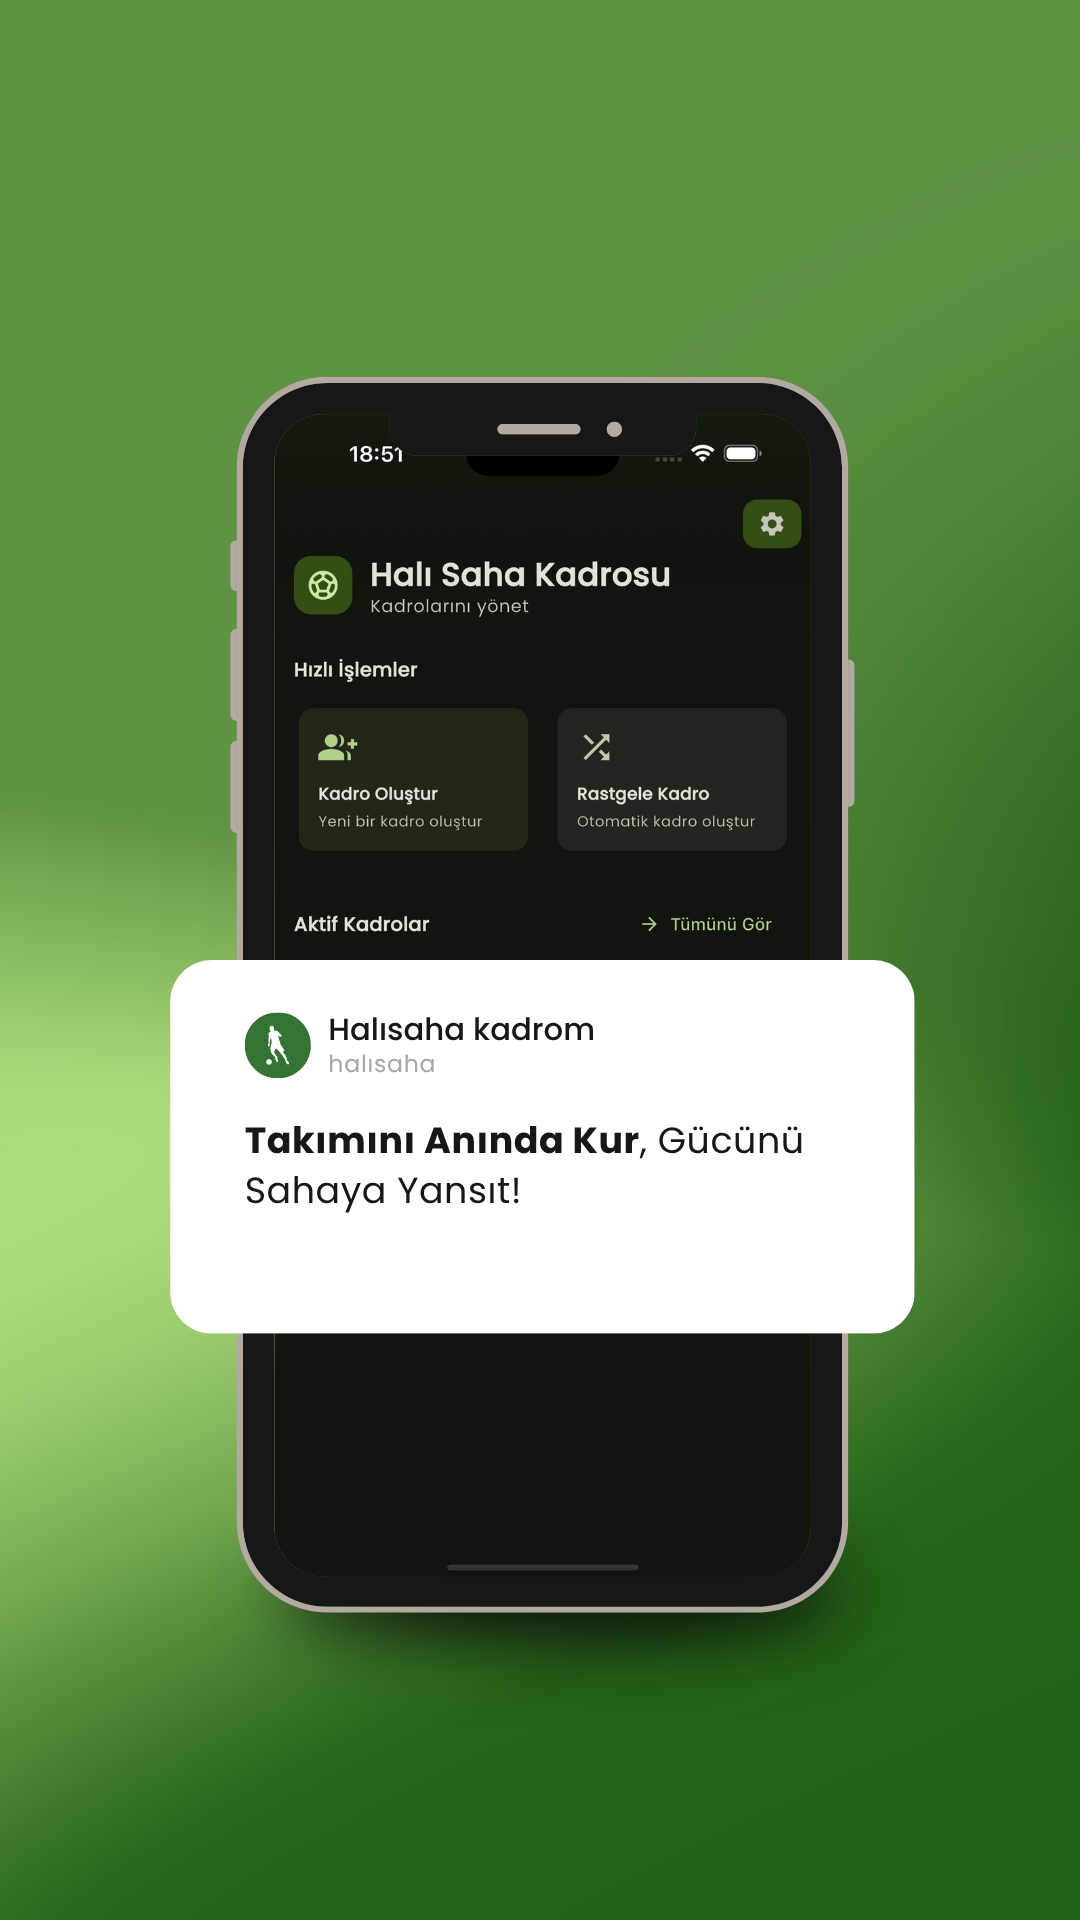 18:51
Halı Saha Kadrosu
Kadrolarını yönet
Hızlı İşlemler
Kadro Oluştur
Yeni bir kadro oluştur
Rastgele Kadro
Otomatik kadro oluştur
Aktif Kadrolar
Tümünü Gör
Halısaha kadrom
halısaha
Takımını Anında Kur, Gücünü
Sahaya Yansıt!